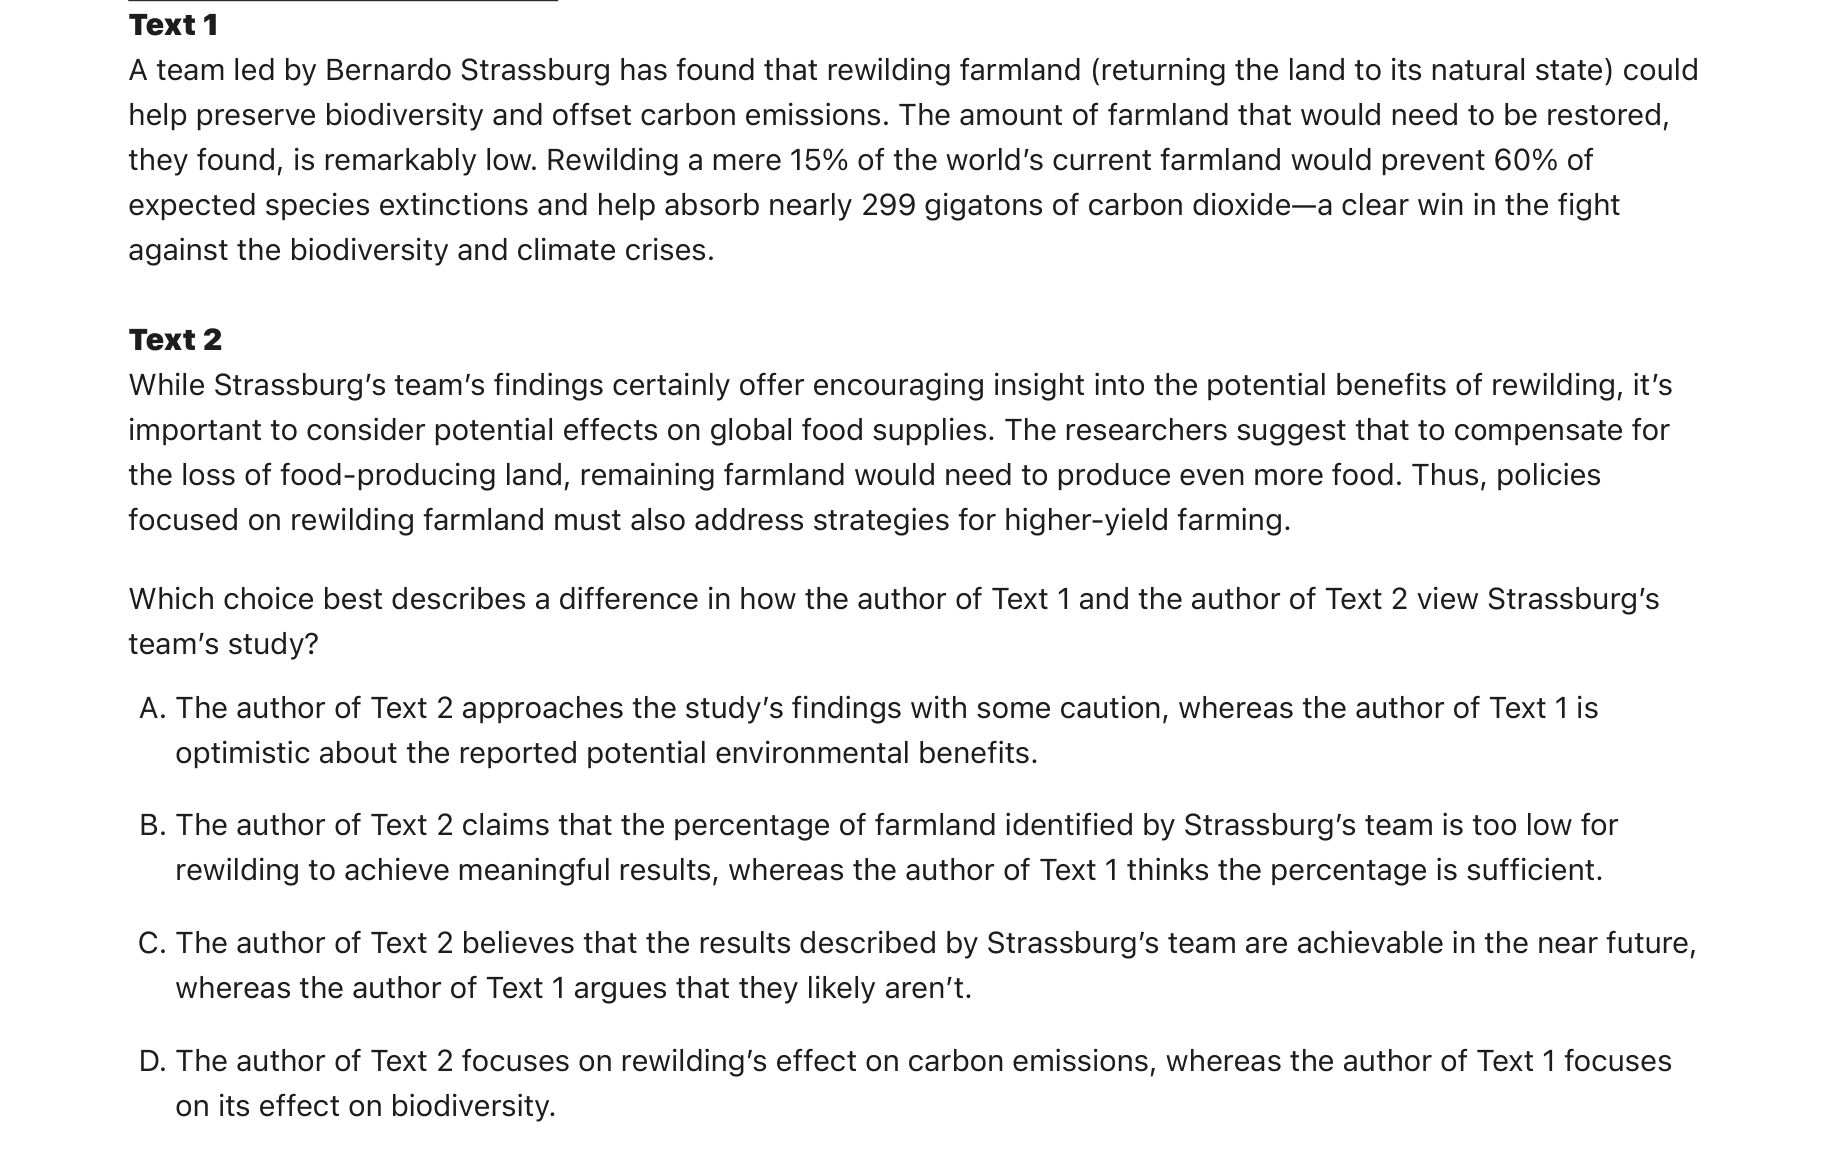 Text 1
A team led by Bernardo Strassburg has found that rewilding farmland (returning the land to its natural state) could
help preserve biodiversity and offset carbon emissions. The amount of farmland that would need to be restored,
they found, is remarkably low. Rewilding a mere 15% of the world’s current farmland would prevent 60% of
expected species extinctions and help absorb nearly 299 gigatons of carbon dioxide—a clear win in the fight
against the biodiversity and climate crises.
Text 2
While Strassburg’s team’s findings certainly offer encouraging insight into the potential benefits of rewilding, it’s
important to consider potential effects on global food supplies. The researchers suggest that to compensate for
the loss of food-producing land, remaining farmland would need to produce even more food. Thus, policies
focused on rewilding farmland must also address strategies for higher-yield farming.
Which choice best describes a difference in how the author of Text 1 and the author of Text 2 view Strassburg’s
team’s study?
A. The author of Text 2 approaches the study’s findings with some caution, whereas the author of Text 1 is
optimistic about the reported potential environmental benefits.
B. The author of Text 2 claims that the percentage of farmland identified by Strassburg’s team is too low for
rewilding to achieve meaningful results, whereas the author of Text 1 thinks the percentage is sufficient.
C. The author of Text 2 believes that the results described by Strassburg’s team are achievable in the near future,
whereas the author of Text 1 argues that they likely aren’t.
D. The author of Text 2 focuses on rewilding’s effect on carbon emissions, whereas the author of Text 1 focuses
on its effect on biodiversity.